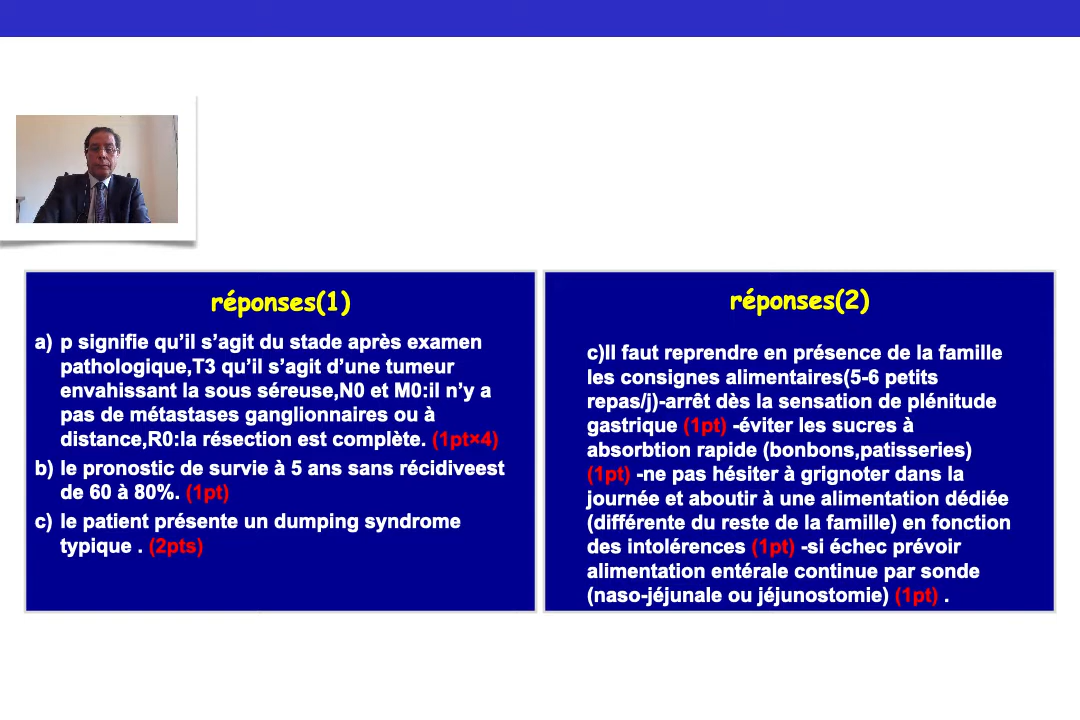 réponses(1)
a) p signifie qu’il s’agit du stade après examen
pathologique,T3 qu’il s’agit d’une tumeur
envahissant la sous séreuse,N0 et M0:il n’y a
pas de métastases ganglionnaires ou à
distance,R0:la résection est complète. (1pt×4)
b) le pronostic de survie à 5 ans sans récidiveest
de 60 à 80%. (1pt)
c) le patient présente un dumping syndrome
typique . (2pts)
réponses(2)
c)Il faut reprendre en présence de la famille
les consignes alimentaires(5-6 petits
repas/j)-arrêt dès la sensation de plénitude
gastrique (1pt) -éviter les sucres à
absorbtion rapide (bonbons,patisseries)
(1pt) -ne pas hésiter à grignoter dans la
journée et aboutir à une alimentation dédiée
(différente du reste de la famille) en fonction
des intolérences (1pt) -si échec prévoir
alimentation entérale continue par sonde
(naso-jéjunale ou jéjunostomie) (1pt) .